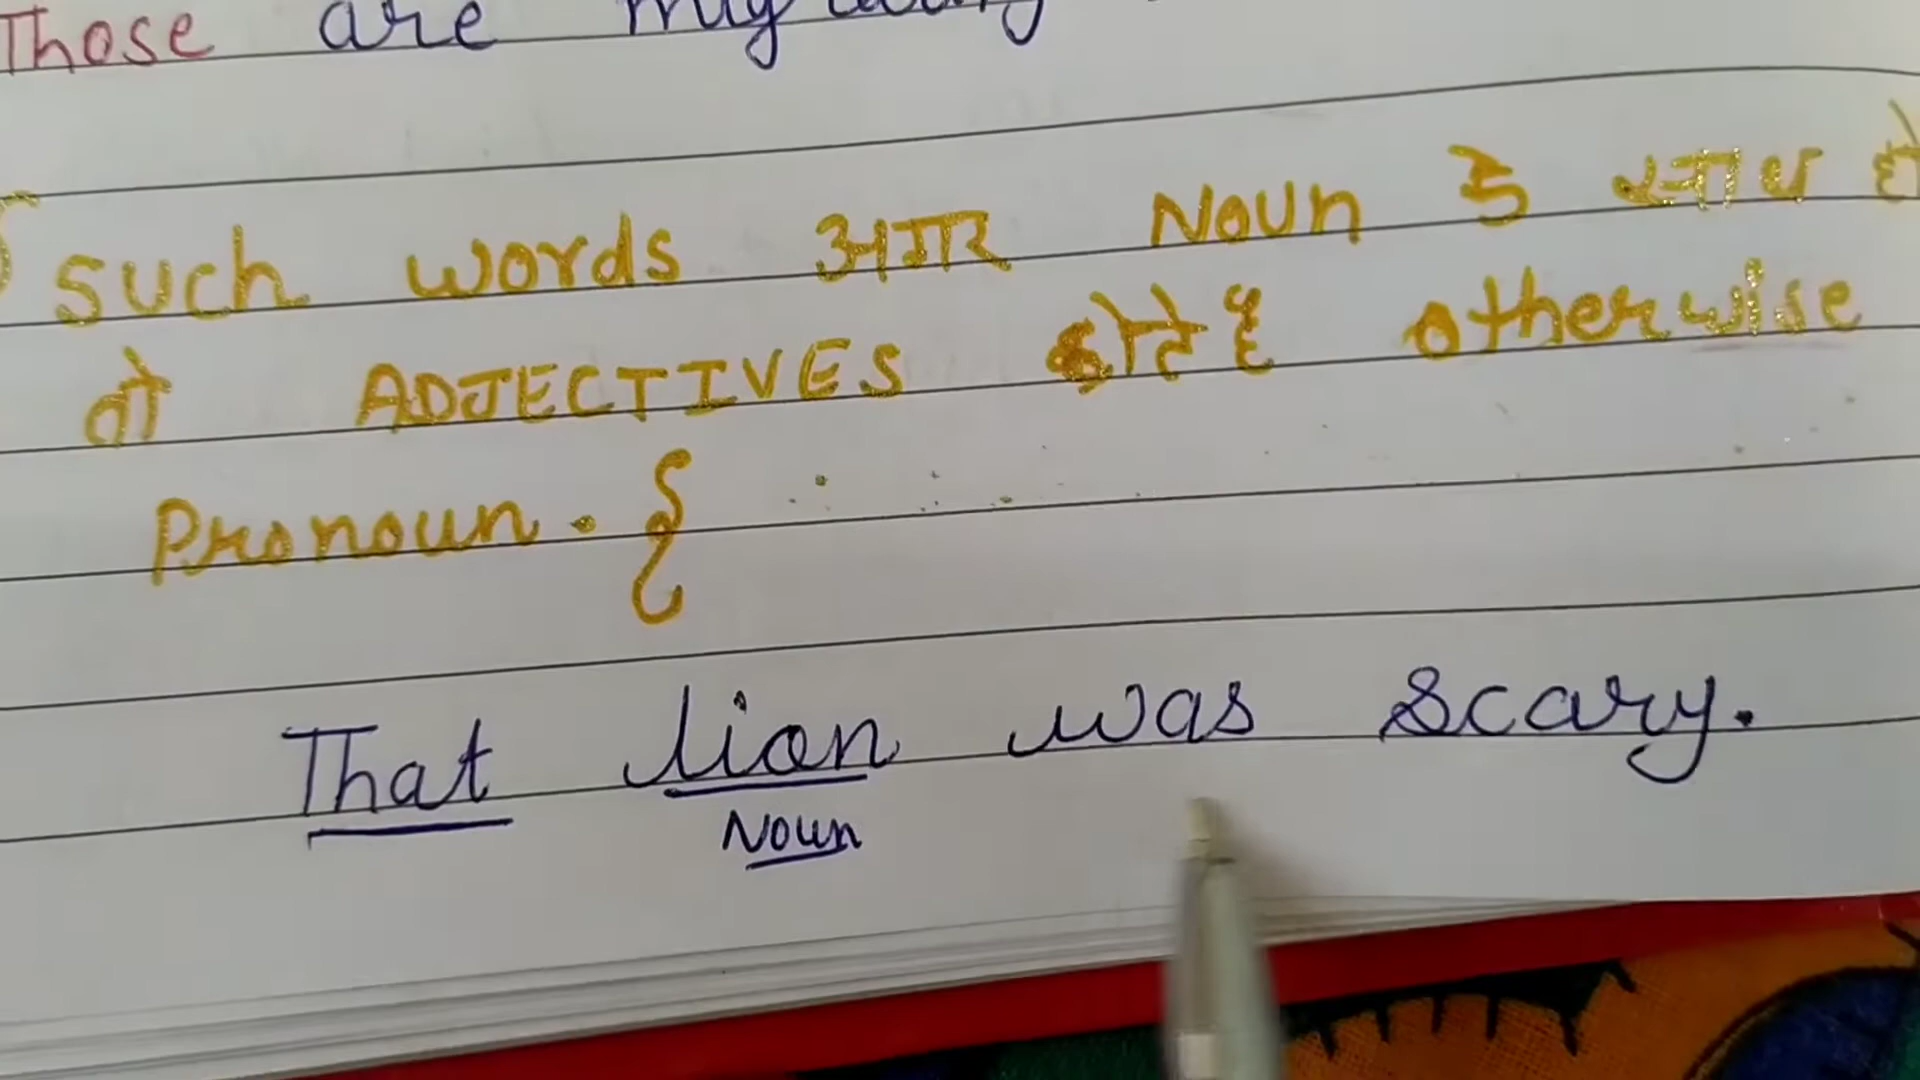 Those are
Such words अगर Noun के साथ हो
तो ADJECTIVES होते है otherwise
Pronoun.
That lion was scary.
Noun